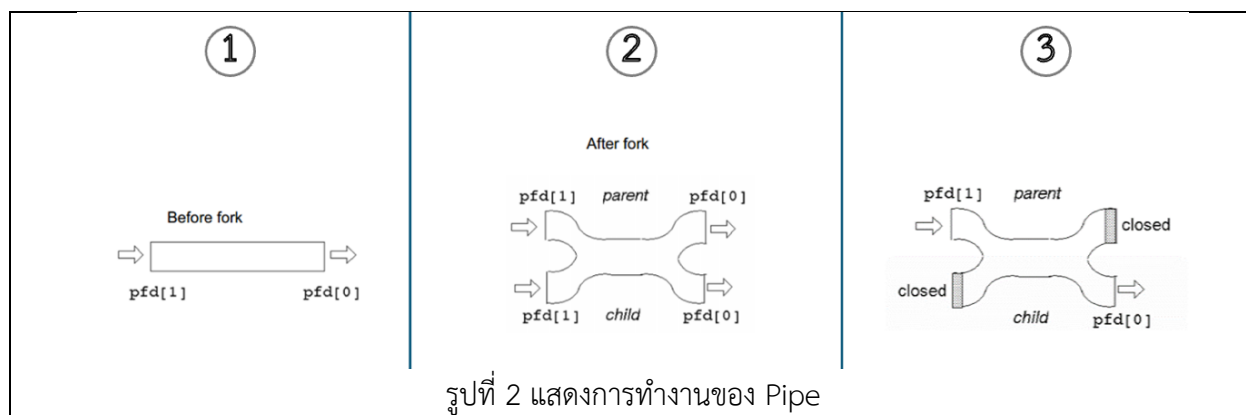 1
Before fork
pfd[1] pfd[0]
2
After fork
pfd[1] parent pfd[0]
pfd[1] child pfd[0]
3
pfd[1] parent
closed
closed
child pfd[0]
รูปที่ 2 แสดงการทำงานของ Pipe